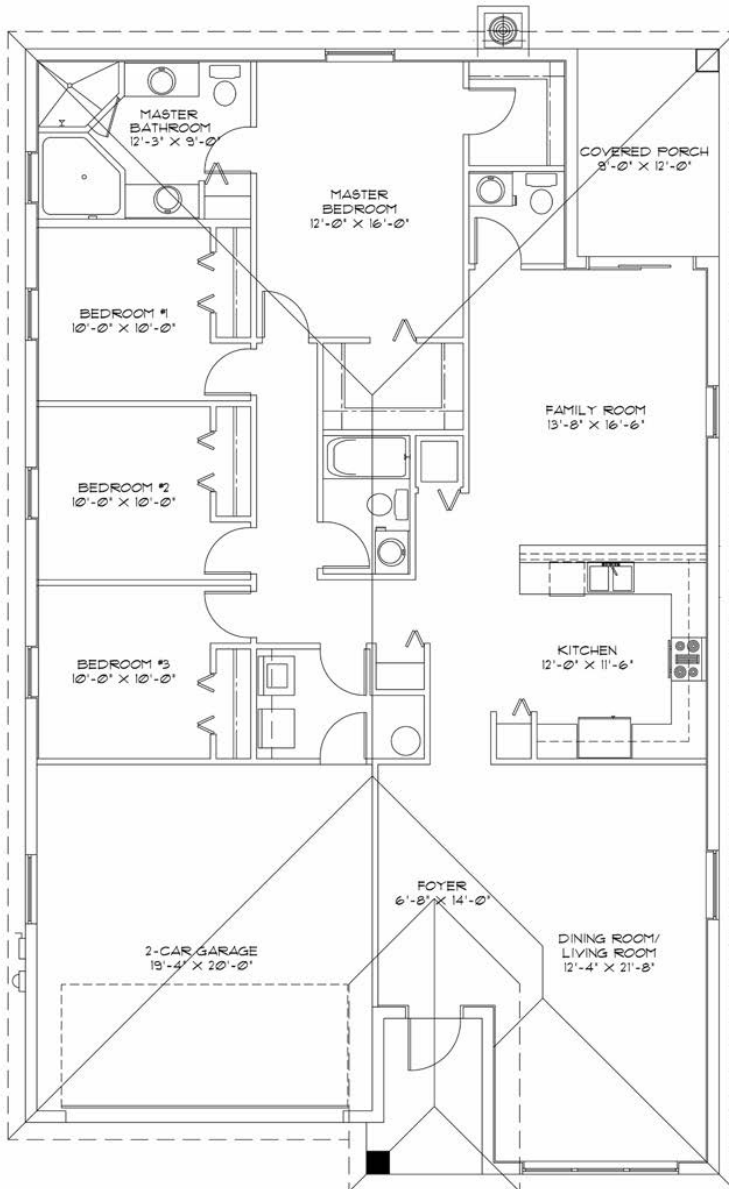 MASTER
BATHROOM
12'-3" X 9'-0"
COVERED PORCH
9'-0" X 12'-0"
MASTER
BEDROOM
12'-0" X 16'-0"
BEDROOM #1
10'-0" X 10'-0"
FAMILY ROOM
13'-8" X 16'-6"
BEDROOM #2
10'-0" X 10'-0"
KITCHEN
12'-0" X 11'-6"
BEDROOM #3
10'-0" X 10'-0"
FOYER
6'-8" X 14'-0"
2-CAR GARAGE
19'-4" X 20'-0"
DINING ROOM/
LIVING ROOM
12'-4" X 21'-8"